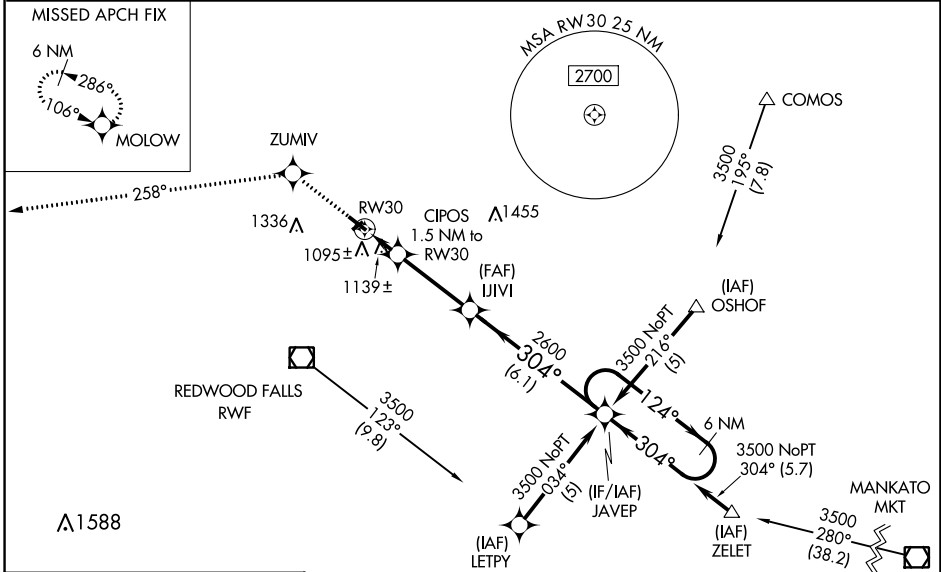 MISSED APCH FIX
6 NM
286°
106°
MOLOW
MSA RW30 25 NM
2700
COMOS
3500
195°
(7.8)
ZUMIV
258°
1336
RW30
CIPOS
1.5 NM to
RW30
1455
1095±
1139±
(FAF)
IJIVI
(IAF)
OSHOF
3500 NoPT
216°
(5)
2600
304°
(6.1)
REDWOOD FALLS
RWF
3500
123°
(9.8)
124°
6 NM
304°
3500 NoPT
304° (5.7)
3500 NoPT
034°
(5)
(IF/IAF)
JAVEP
MANKATO
MKT
3500
280°
(38.2)
(IAF)
ZELET
(IAF)
LETPY
1588